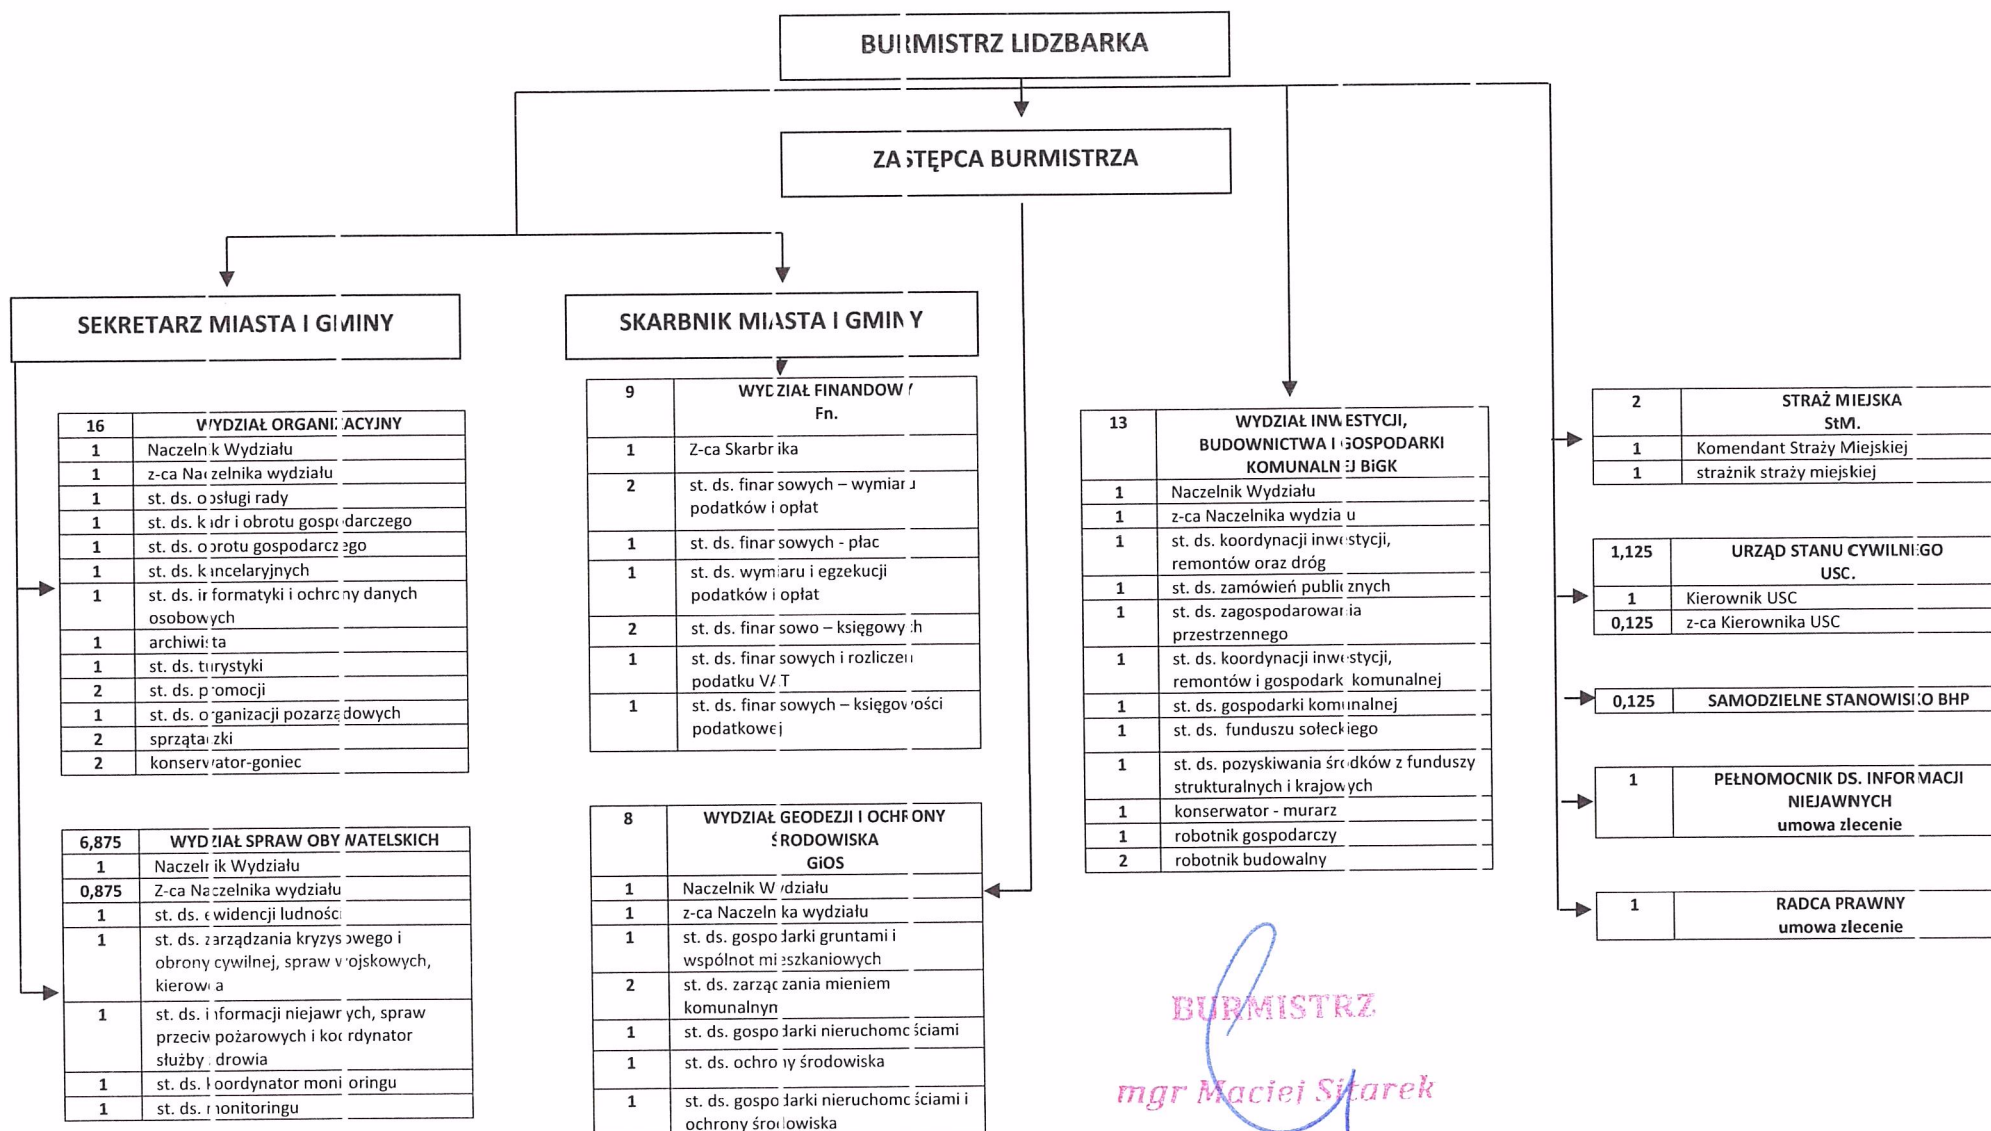 BURMISTRZ LIDZBARKA
ZASTĘPCA BURMISTRZA
SEKRETARZ MIASTA I GMINY
16 WYDZIAŁ ORGANIZACYJNY
1 Naczelnik Wydziału
1 z-ca Naczelnika wydziału
1 st. ds. obsługi rady
1 st. ds. kadr i obrotu gospodarczego
1 st. ds. obrotu gospodarczego
1 st. ds. kancelaryjnych
1 st. ds. informatyki i ochrony danych
osobowych
1 archiwista
1 st. ds. turystyki
2 st. ds. promocji
1 st. ds. organizacji pozarządowych
2 sprzątaczki
2 konserwator-goniec
6,875 WYDZIAŁ SPRAW OBYWATELSKICH
1 Naczelnik Wydziału
0,875 Z-ca Naczelnika wydziału
1 st. ds. ewidencji ludności
1 st. ds. zarządzania kryzysowego i
obrony cywilnej, spraw wojskowych,
kierowca
1 st. ds. informacji niejawnych, spraw
przeciwpożarowych i koordynator
służby zdrowia
1 st. ds. koordynator monitoringu
1 st. ds. monitoringu
SKARBNIK MIASTA I GMINY
9 WYDZIAŁ FINANDOWY
Fn.
1 Z-ca Skarbnika
2 st. ds. finansowych – wymiaru
podatków i opłat
1 st. ds. finansowych - płac
1 st. ds. wymiaru i egzekucji
podatków i opłat
2 st. ds. finansowo – księgowych
1 st. ds. finansowych i rozliczeń
podatku VAT
1 st. ds. finansowych – księgowości
podatkowej
8 WYDZIAŁ GEODEZJI I OCHRONY
ŚRODOWISKA
GiOS
1 Naczelnik Wydziału
1 z-ca Naczelnika wydziału
1 st. ds. gospodarki gruntami i
wspólnot mieszkaniowych
2 st. ds. zarządzania mieniem
komunalnym
1 st. ds. gospodarki nieruchomościami
1 st. ds. ochrony środowiska
1 st. ds. gospodarki nieruchomościami i
ochrony środowiska
13 WYDZIAŁ INWESTYCJI,
BUDOWNICTWA I GOSPODARKI
KOMUNALNEJ BiGK
1 Naczelnik Wydziału
1 z-ca Naczelnika wydziału
1 st. ds. koordynacji inwestycji,
remontów oraz dróg
1 st. ds. zamówień publicznych
1 st. ds. zagospodarowania
przestrzennego
1 st. ds. koordynacji inwestycji,
remontów i gospodarki komunalnej
1 st. ds. gospodarki komunalnej
1 st. ds. funduszu sołeckiego
1 st. ds. pozyskiwania środków z funduszy
strukturalnych i krajowych
1 konserwator - murarz
1 robotnik gospodarczy
2 robotnik budowalny
2 STRAŻ MIEJSKA
StM.
1 Komendant Straży Miejskiej
1 strażnik straży miejskiej
1,125 URZĄD STANU CYWILNEGO
USC.
1 Kierownik USC
0,125 z-ca Kierownika USC
0,125 SAMODZIELNE STANOWISKO BHP
1 PEŁNOMOCNIK DS. INFORMACJI
NIEJAWNYCH
umowa zlecenie
1 RADCA PRAWNY
umowa zlecenie
BURMISTRZ
mgr Maciej Sitarek